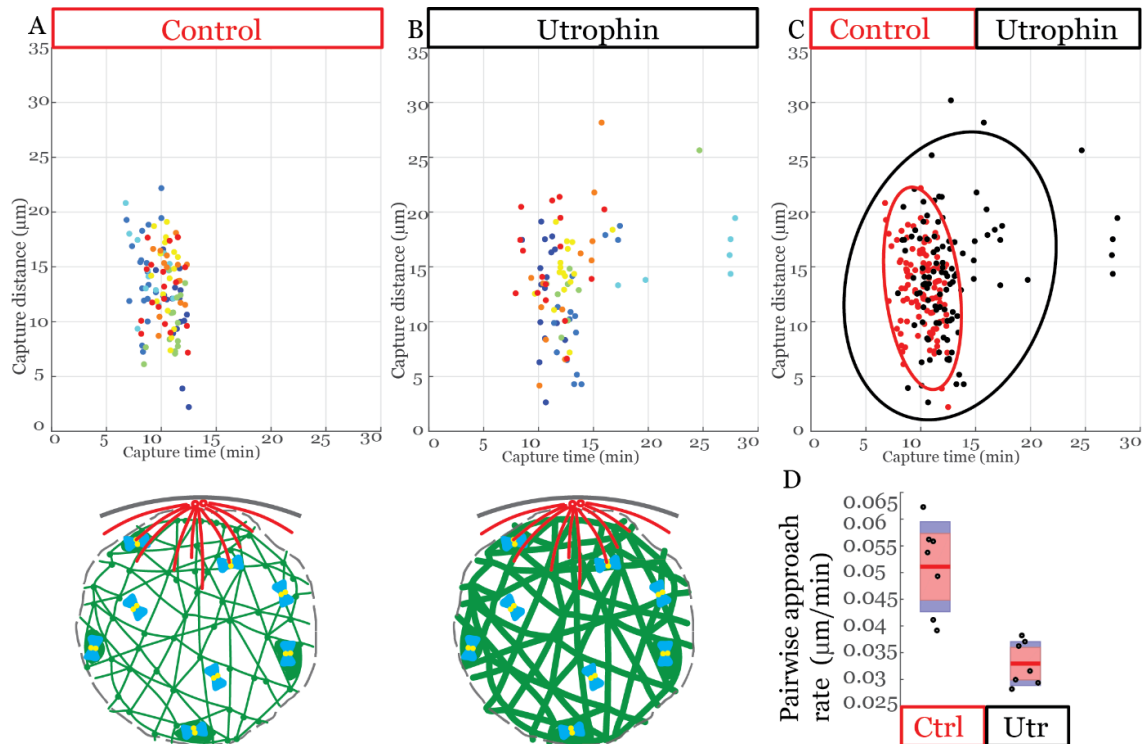 A
Control
35
30
25
20
15
10
5
0
Capture distance (μm)
0 5 10 15 20 25 30
Capture time (min)
B
Utrophin
35
30
25
20
15
10
5
0
Capture distance (μm)
0 5 10 15 20 25 30
Capture time (min)
C
Control Utrophin
35
30
25
20
15
10
5
0
Capture distance (μm)
0 5 10 15 20 25 30
Capture time (min)
D
Pairwise approach
rate (μm/min)
0.065
0.06
0.055
0.05
0.045
0.04
0.035
0.03
0.025
Ctrl Utr